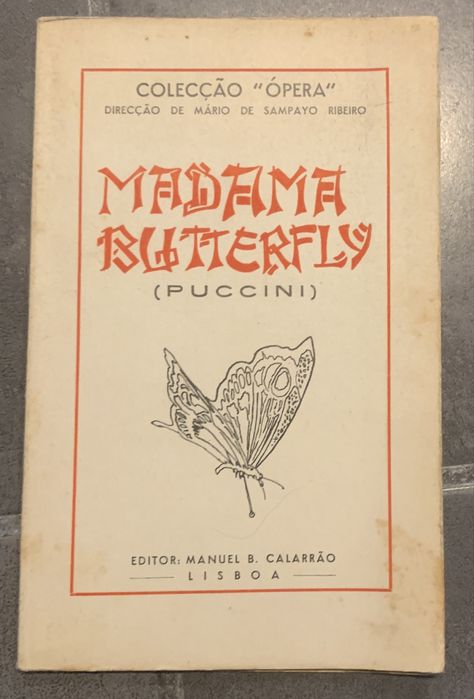 COLECÇÃO "ÓPERA"
DIRECÇÃO DE MÁRIO DE SAMPAYO RIBEIRO
MADAMA
BUTTERFLY
(PUCCINI)
EDITOR: MANUEL B. CALARRÃO
LISBOA